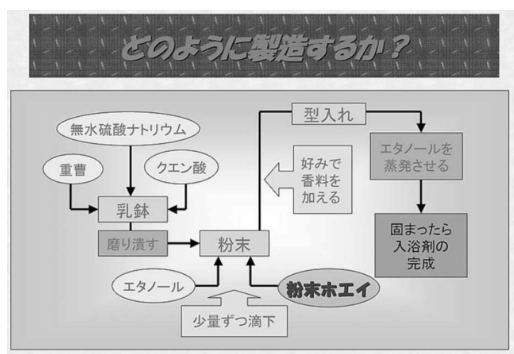 どのように製造するか?
無水硫酸ナトリウム
重曹
クエン酸
乳鉢
磨り潰す
粉末
エタノール
粉末ホエイ
少量ずつ滴下
好みで
香料を
加える
型入れ
エタノールを
蒸発させる
固まったら
入浴剤の
完成